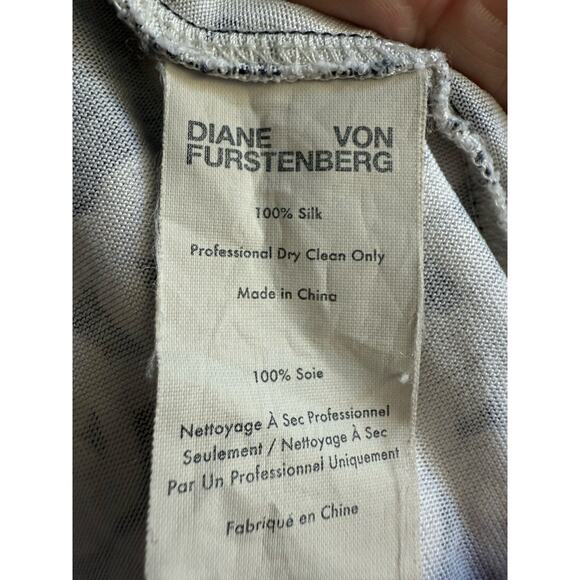 DIANE VON
FURSTENBERG
100% Silk
Professional Dry Clean Only
Made in China
100% Soie
Nettoyage À Sec Professionnel
Seulement / Nettoyage À Sec
Par Un Professionnel Uniquement
Fabriqué en Chine